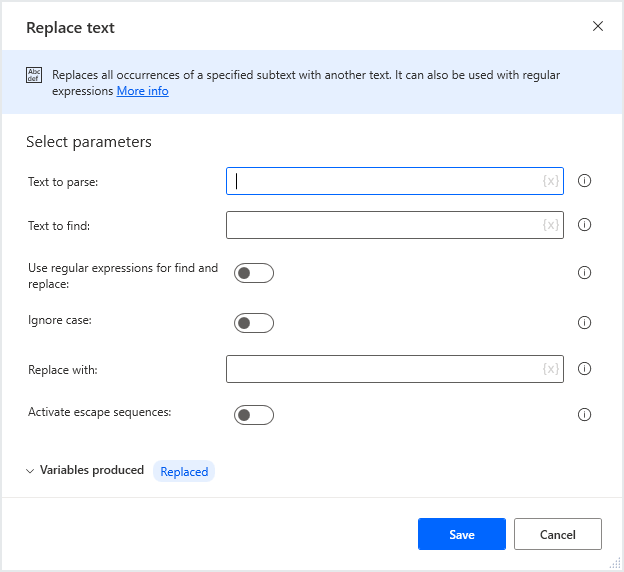 Replace text
Abc
def
Replaces all occurrences of a specified subtext with another text. It can also be used with regular
expressions More info
Select parameters
Text to parse:
{x}
Text to find:
{x}
Use regular expressions for find and
replace:
Ignore case:
Replace with:
{x}
Activate escape sequences:
Variables produced Replaced
Save Cancel